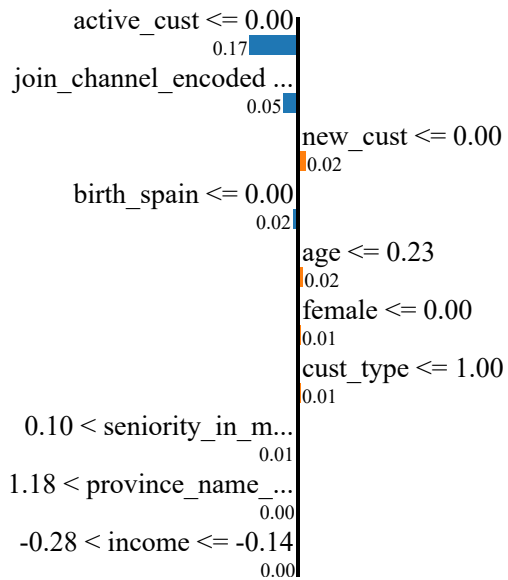 active_cust <= 0.00
0.17
join_channel_encoded ...
0.05
new_cust <= 0.00
0.02
birth_spain <= 0.00
0.02
age <= 0.23
0.02
female <= 0.00
0.01
cust_type <= 1.00
0.01
0.10 < seniority_in_m...
0.01
1.18 < province_name_...
0.00
-0.28 < income <= -0.14
0.00